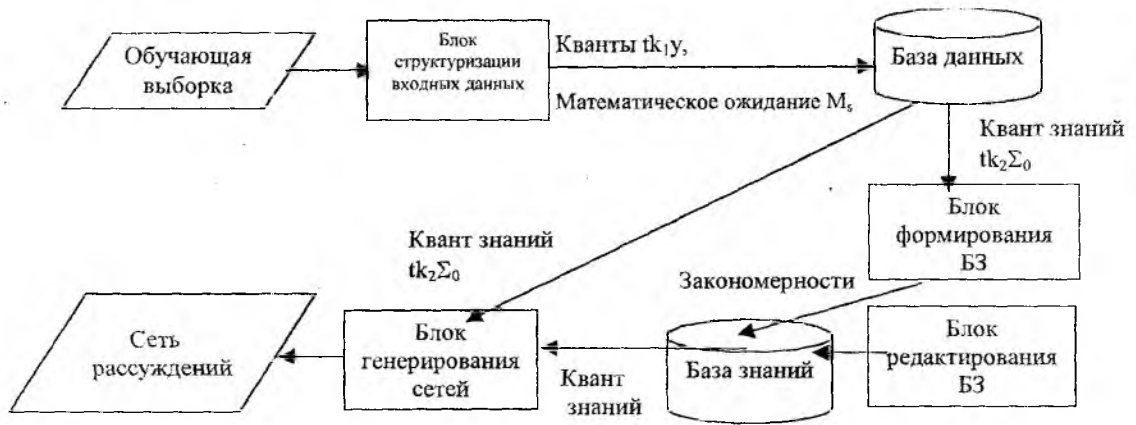 Обучающая
выборка
Блок
структуризации
входных данных
Кванты tk₁y,
Математическое ожидание Mₛ
База данных
Квант знаний
tk₂Σ₀
Блок
формирования
БЗ
Квант знаний
tk₂Σ₀
Закономерности
Сеть
рассуждений
Блок
генерирования
сетей
Квант
знаний
База знаний
Блок
редактирования
БЗ